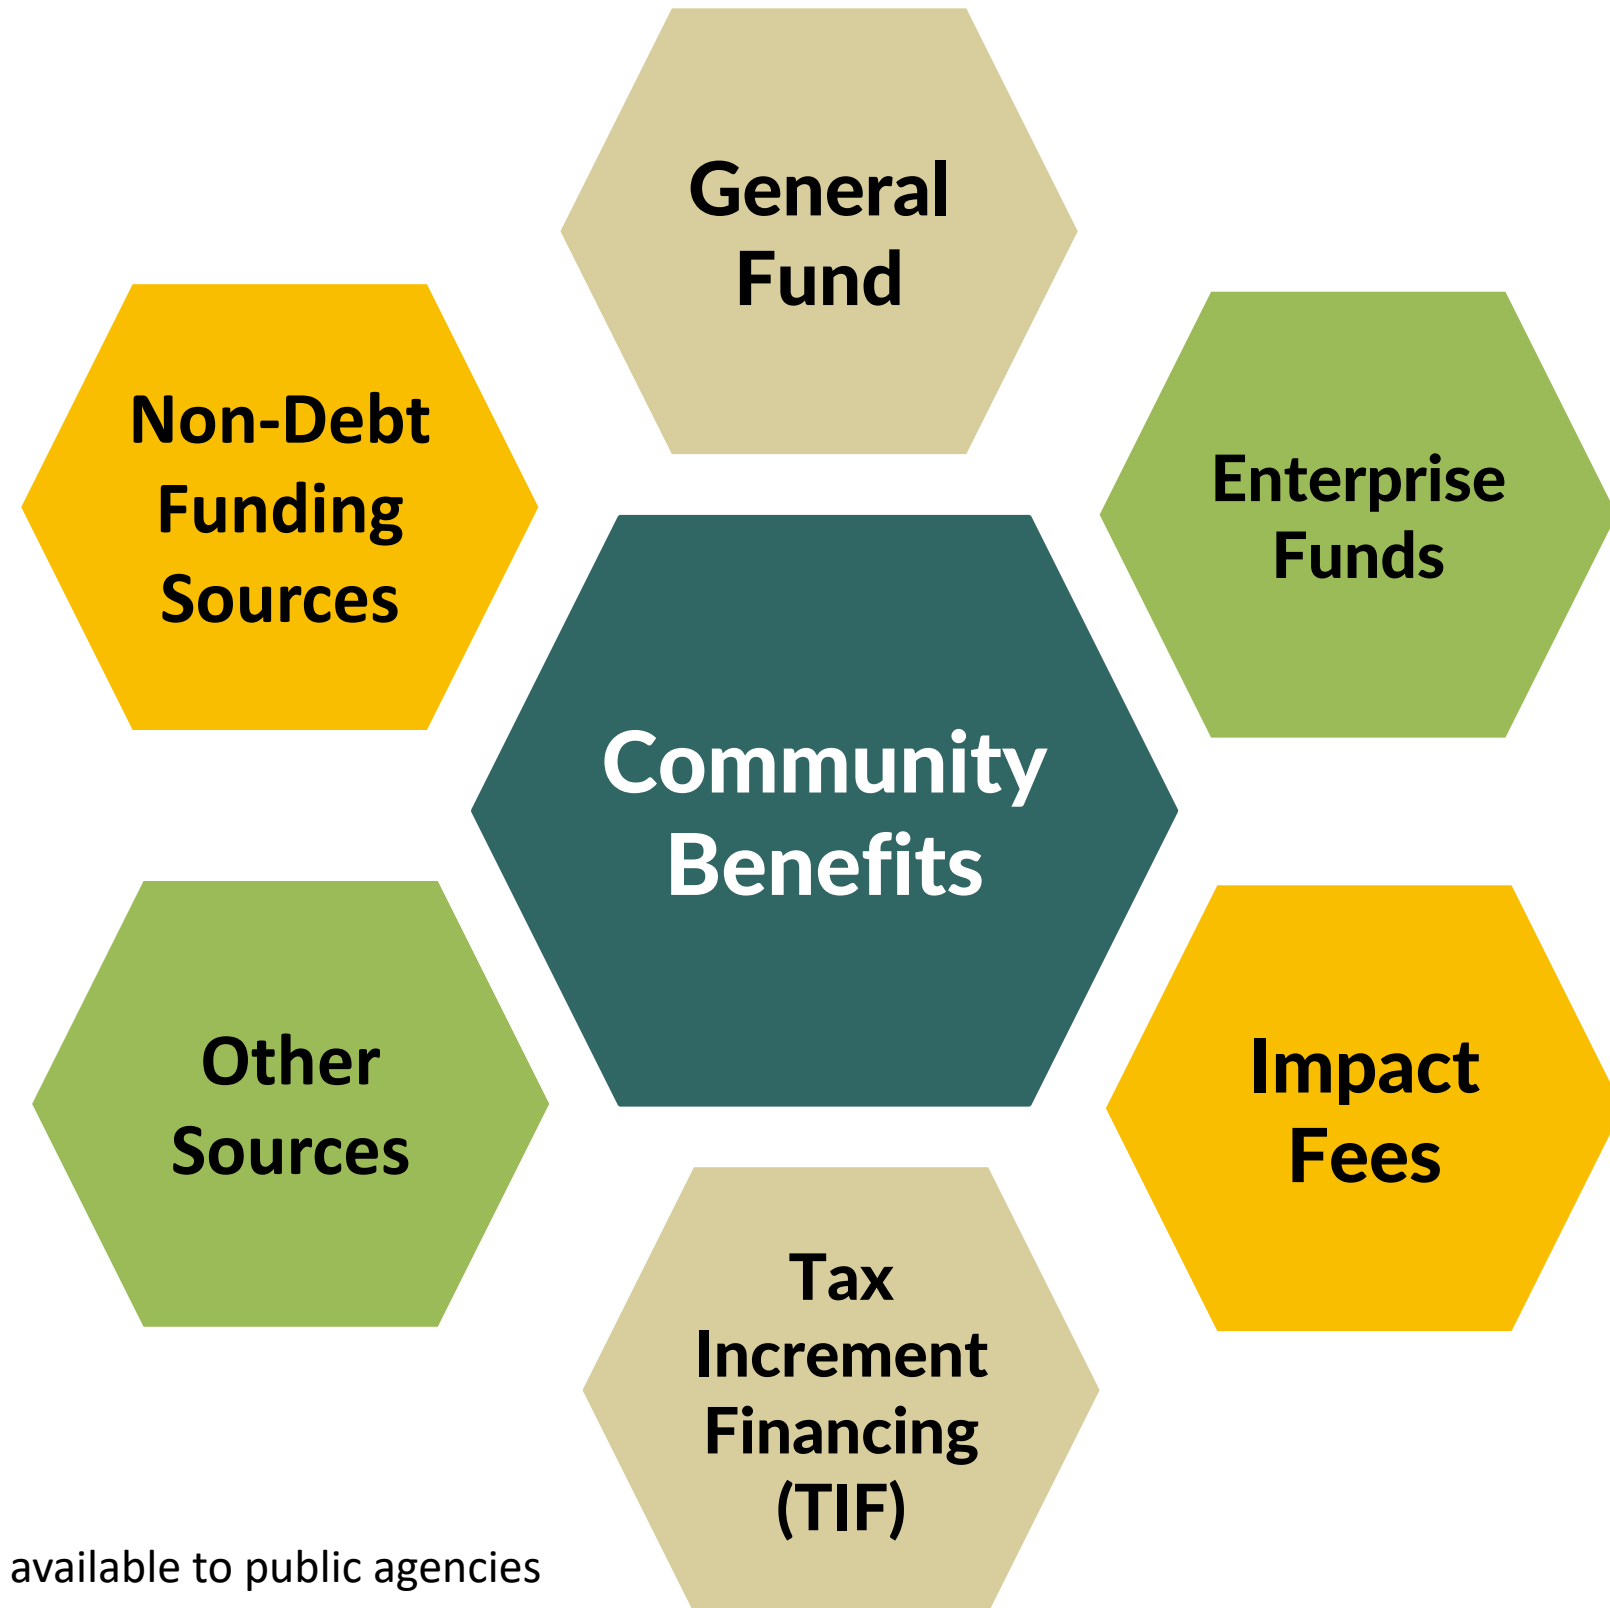 General
Fund
Non-Debt
Funding
Sources
Enterprise
Funds
Community
Benefits
Other
Sources
Impact
Fees
Tax
Increment
Financing
(TIF)
available to public agencies